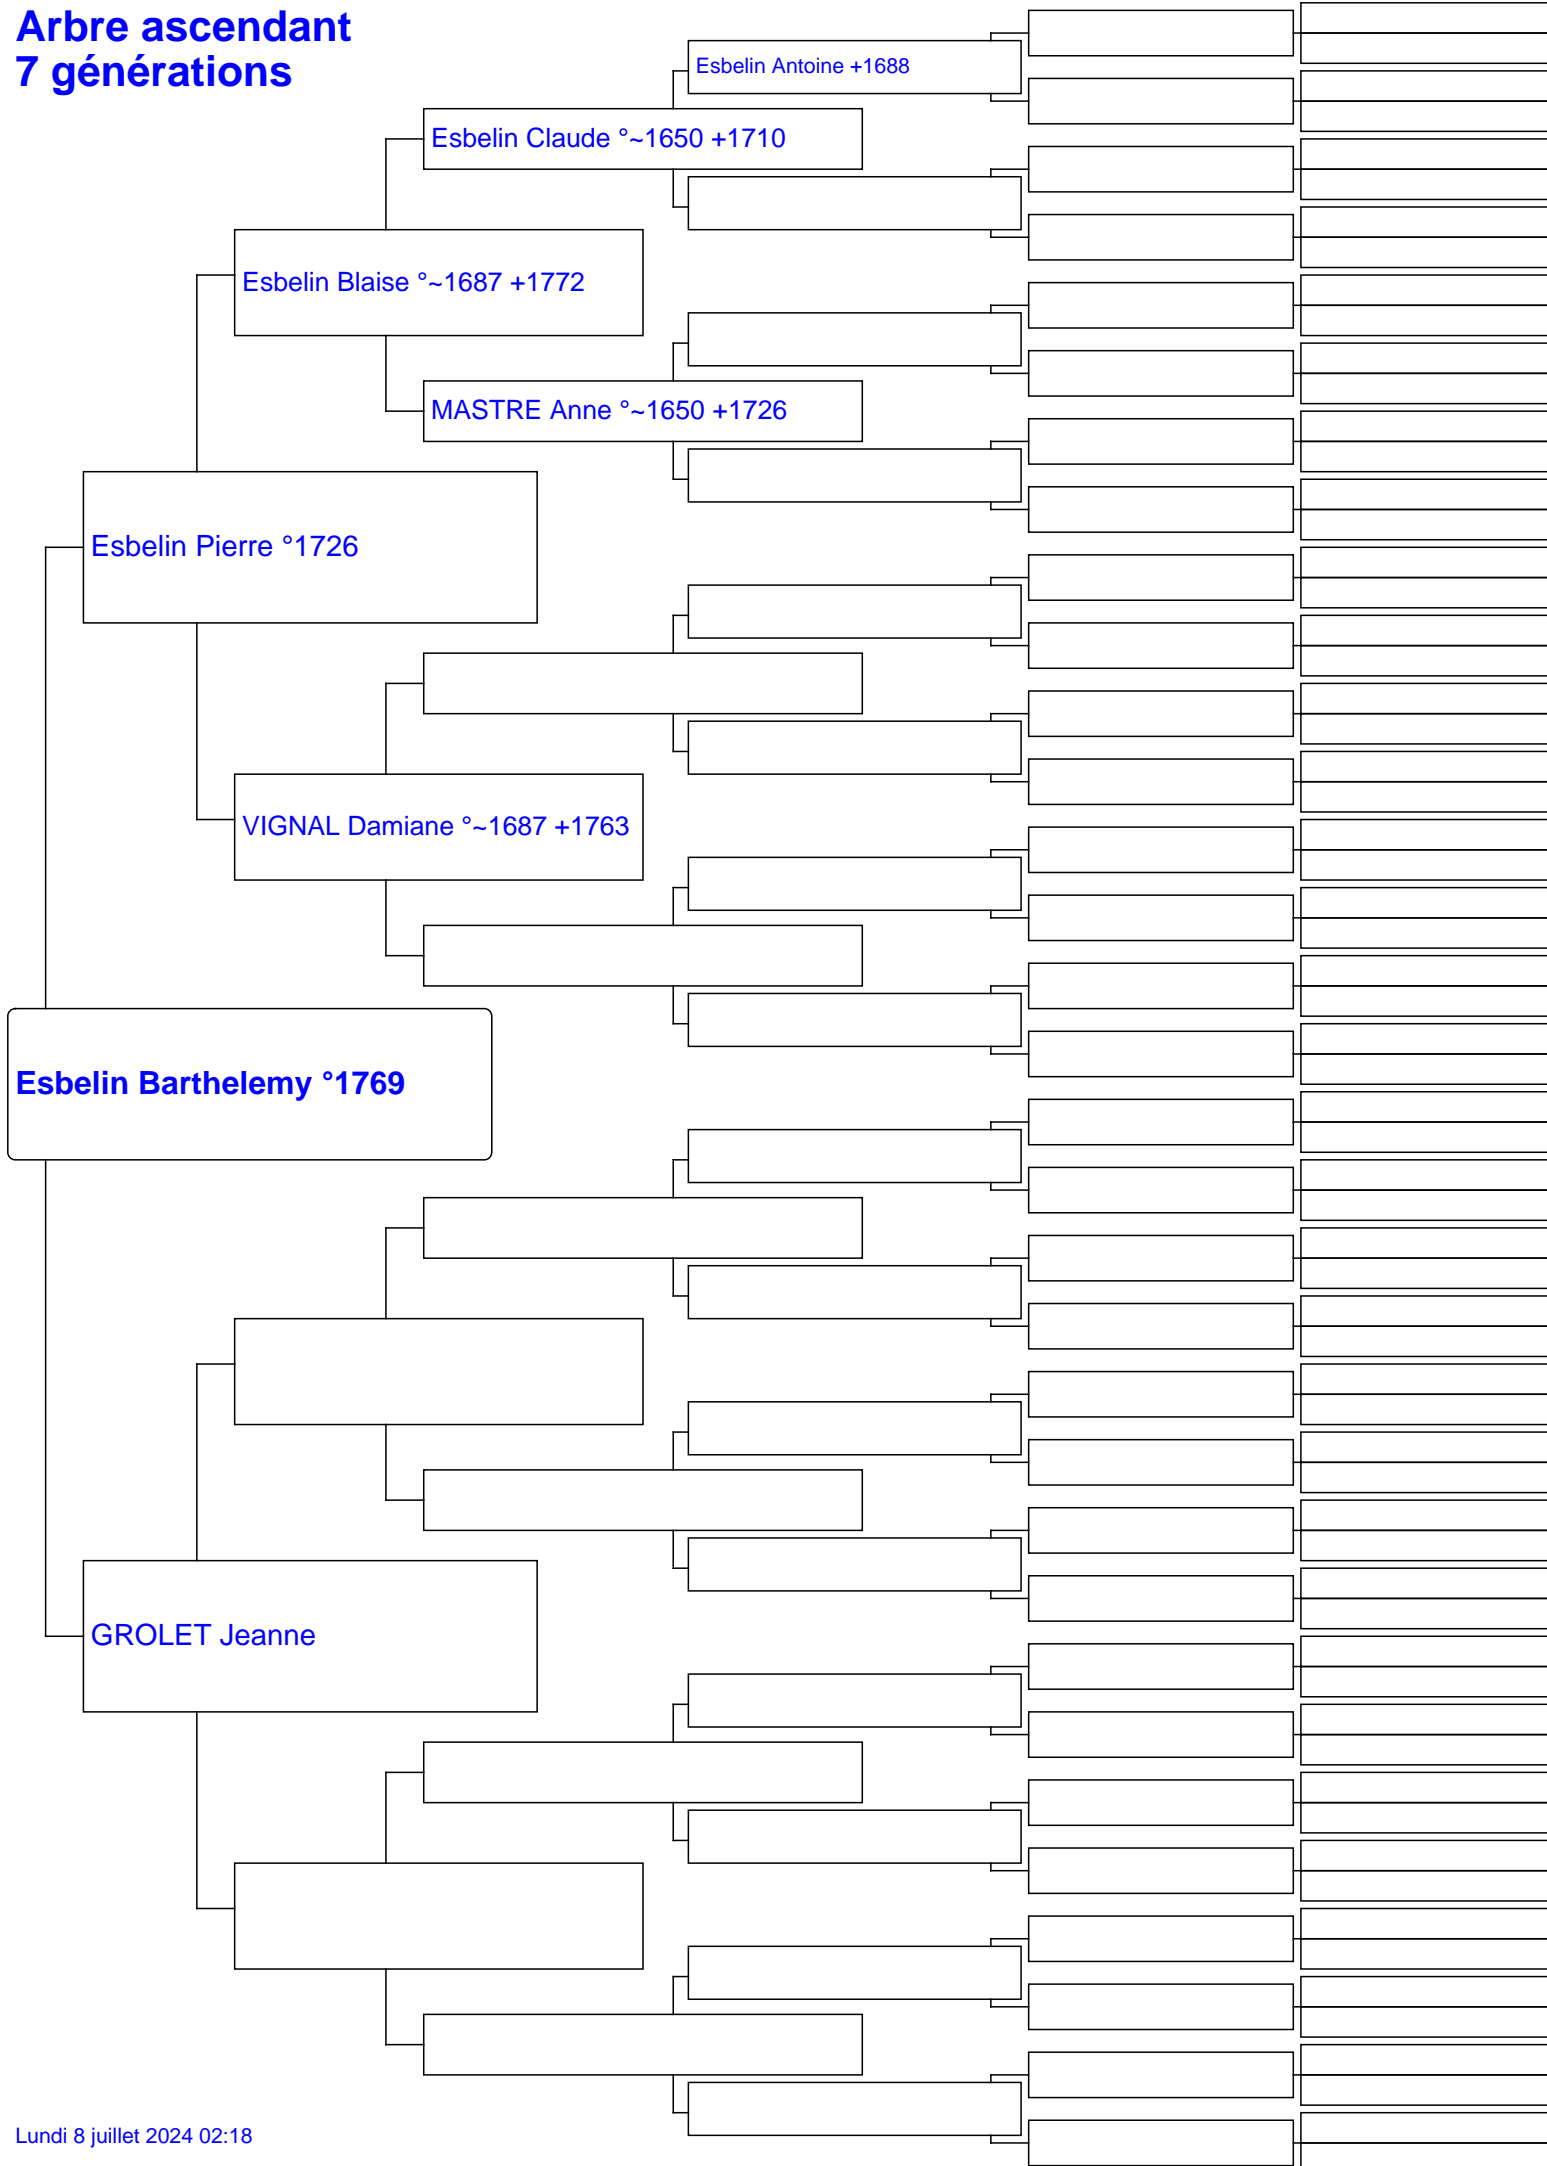 Arbre ascendant
7 générations
Esbelin Antoine +1688
Esbelin Claude °~1650 +1710
Esbelin Blaise °~1687 +1772
MASTRE Anne °~1650 +1726
Esbelin Pierre °1726
VIGNAL Damiane °~1687 +1763
Esbelin Barthelemy °1769
GROLET Jeanne
Lundi 8 juillet 2024 02:18